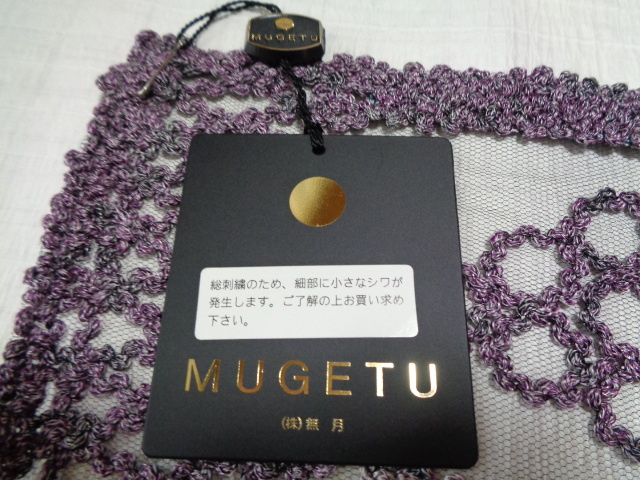 MUGETU
総刺繍のため、細部に小さなシワが
発生します。ご了解の上お買い求め
下さい。
MUGETU
(株)無 月